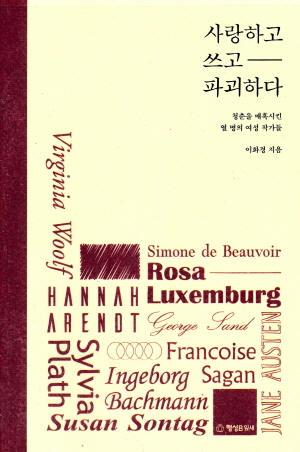 사랑하고
쓰고 —
파괴하다
청춘을 매혹시킨
열 명의 여성 작가들
이화경 지음
Virginia Woolf
Simone de Beauvoir
Rosa
Luxemburg
HANNAH
ARENDT
George Sand
JANE AUSTEN
Sylvia
Plath
Francoise
Sagan
Ingeborg
Bachmann
Susan Sontag
행성B잎새